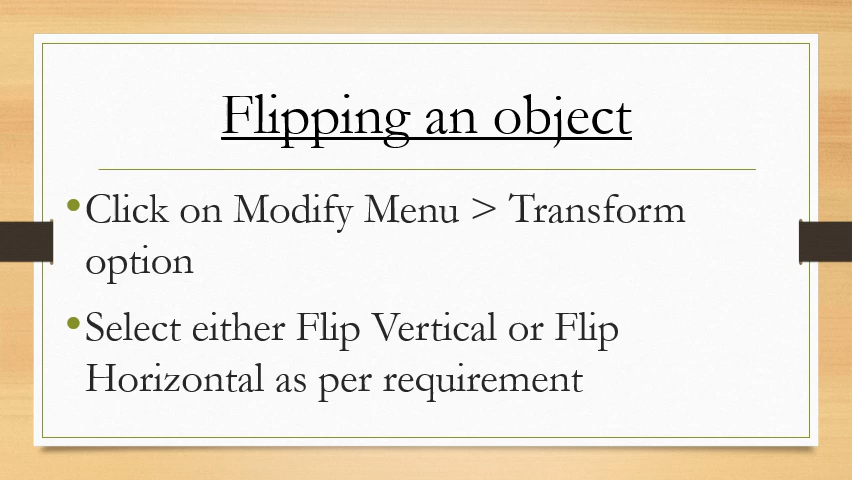 Flipping an object
•Click on Modify Menu > Transform
option
•Select either Flip Vertical or Flip
Horizontal as per requirement